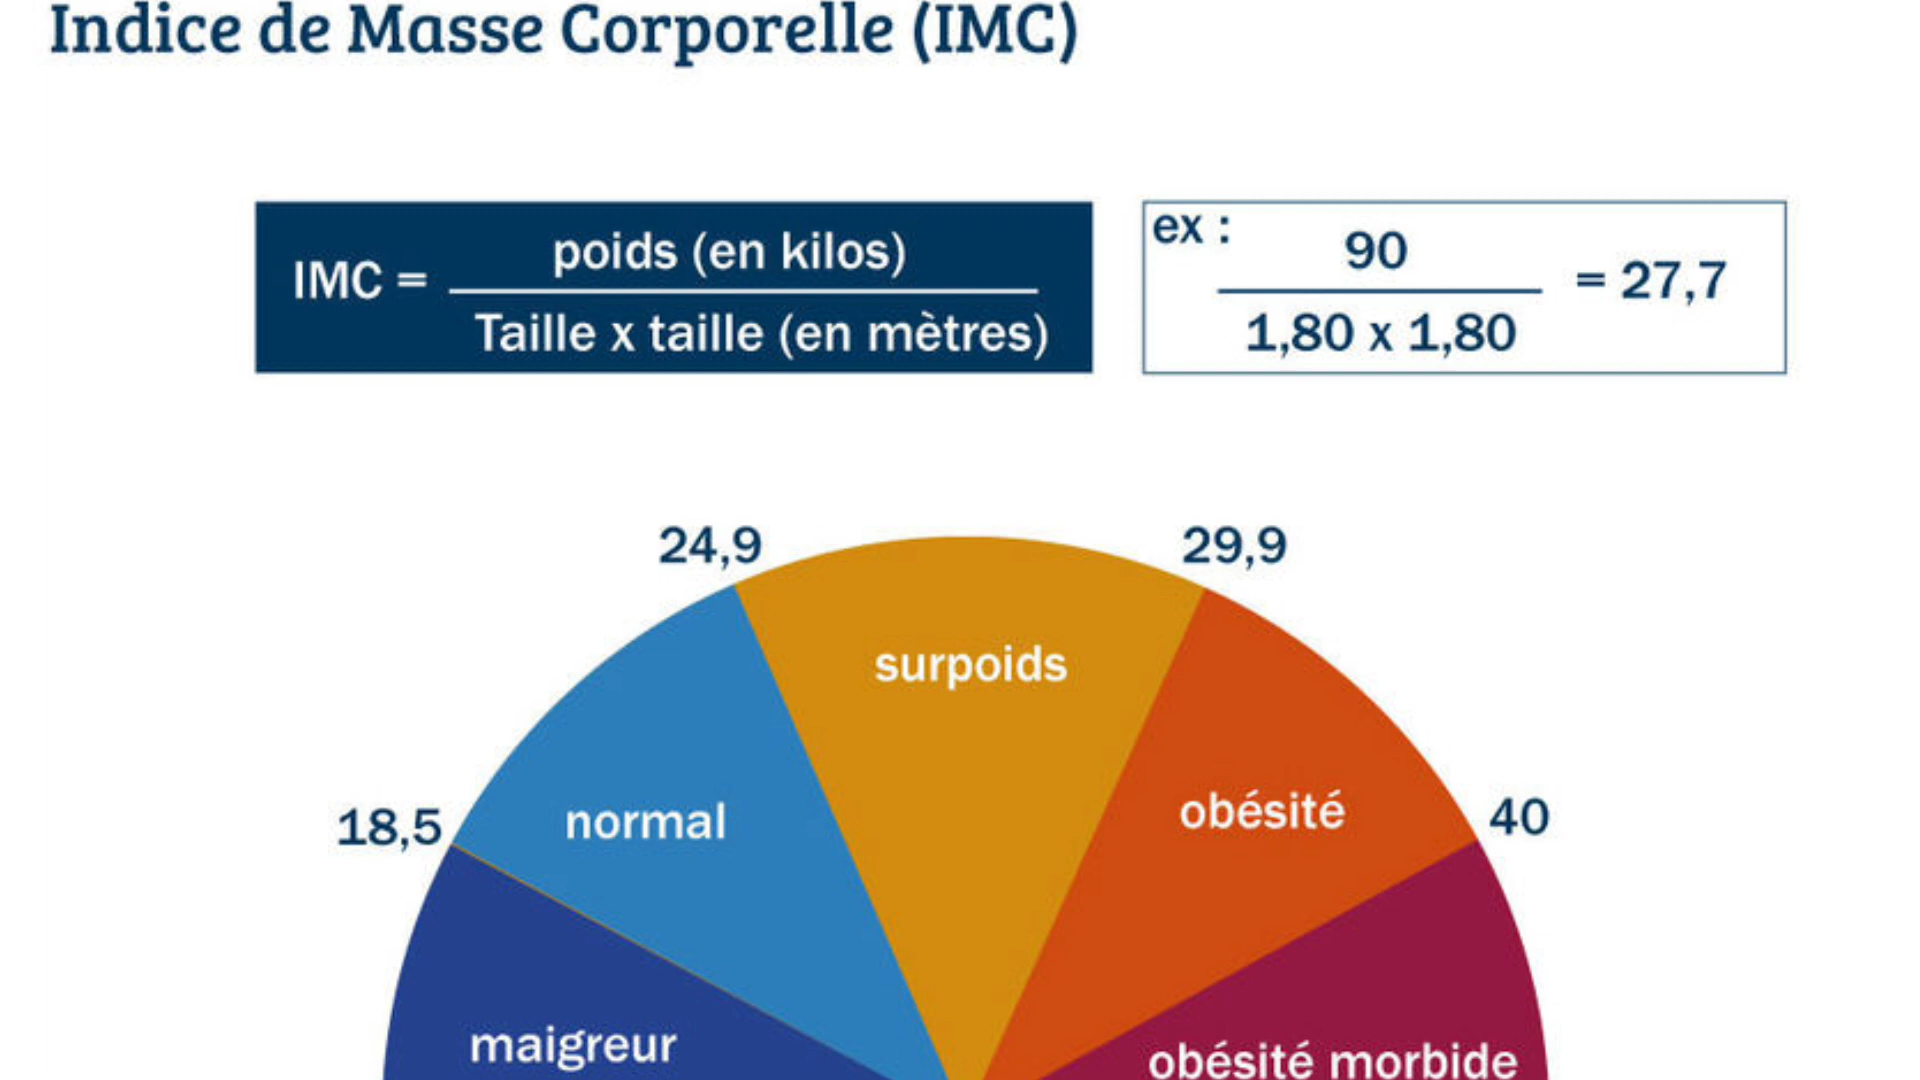 Indice de Masse Corporelle (IMC)
IMC = poids (en kilos)
Taille x taille (en mètres)
ex :
90
1,80 x 1,80
= 27,7
24,9
29,9
surpoids
18,5
normal
obésité
40
maigreur
obésité morbide